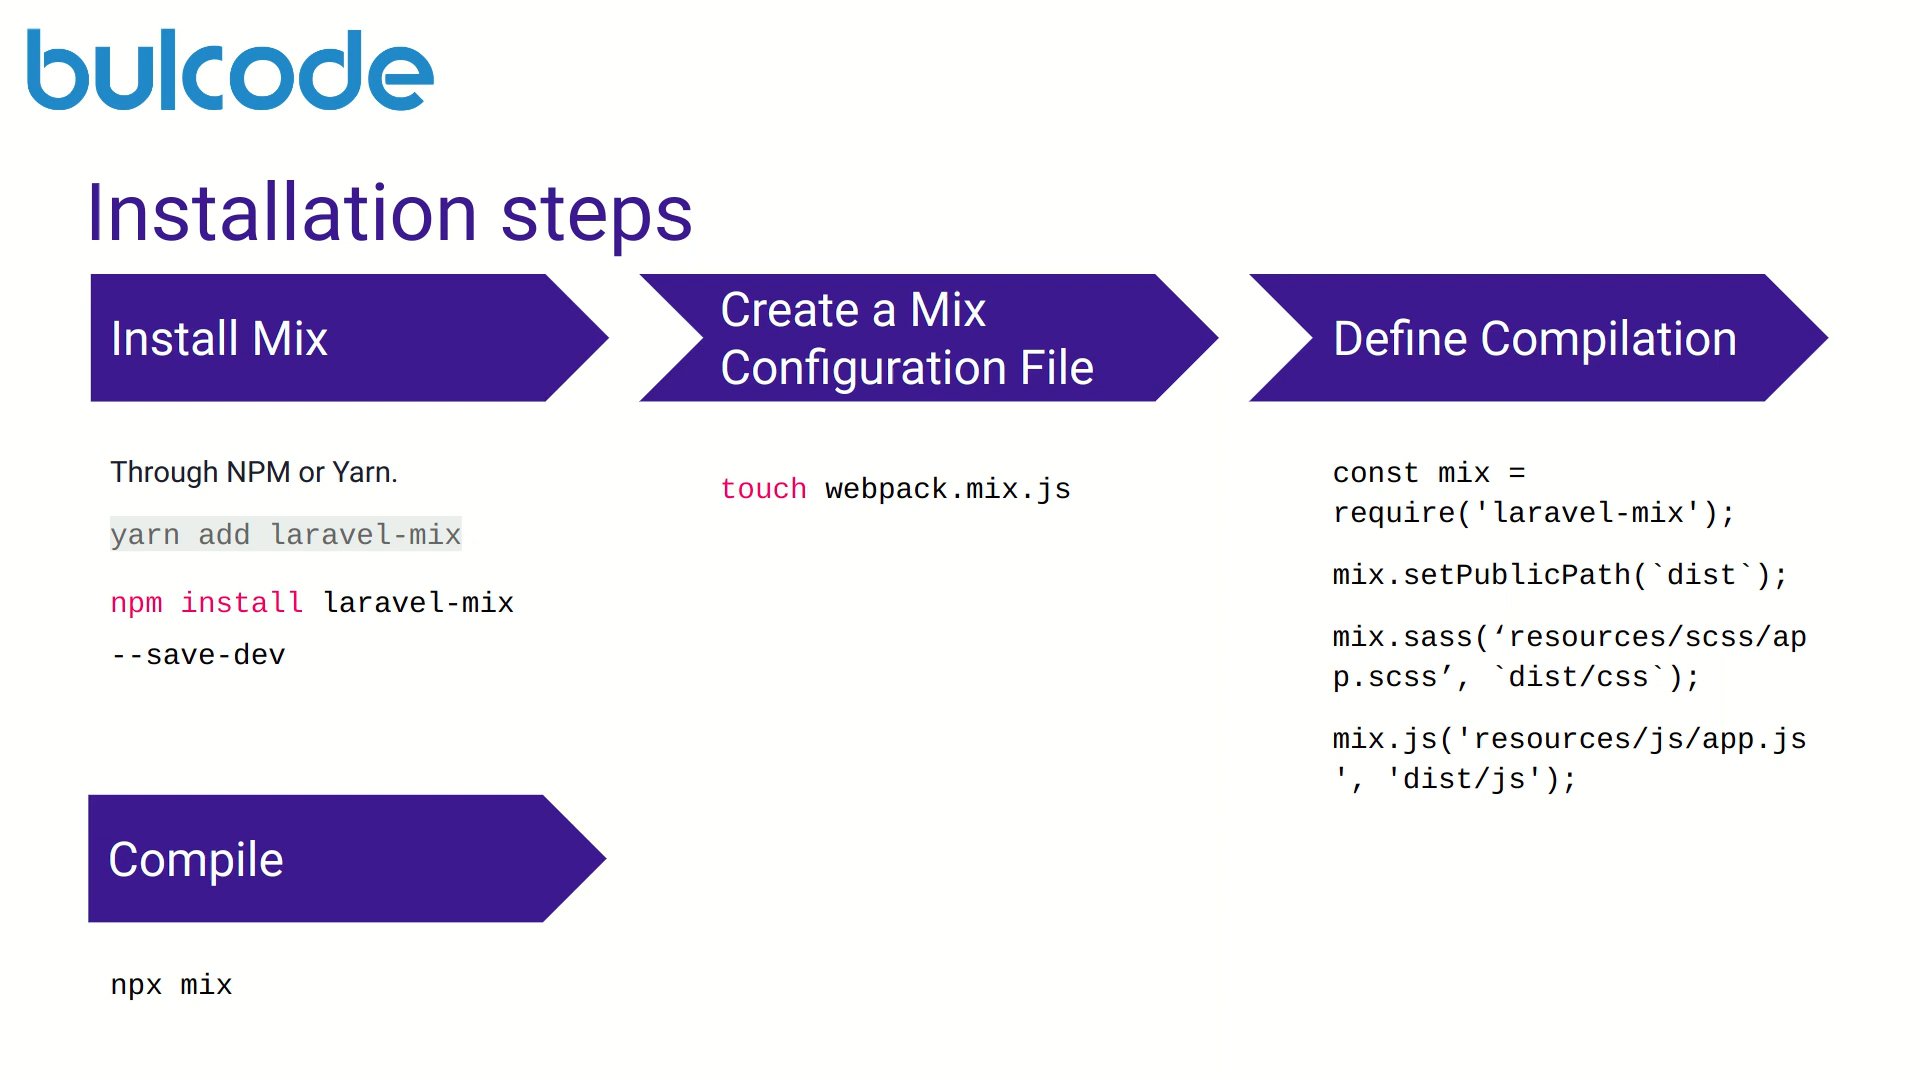 bulcode
Installation steps
Install Mix
Through NPM or Yarn.
yarn add laravel-mix
npm install laravel-mix
--save-dev
Create a Mix
Configuration File
touch webpack.mix.js
Define Compilation
const mix =
require('laravel-mix');
mix.setPublicPath(`dist`);
mix.sass(‘resources/scss/ap
p.scss’, `dist/css`);
mix.js('resources/js/app.js
', 'dist/js');
Compile
npx mix